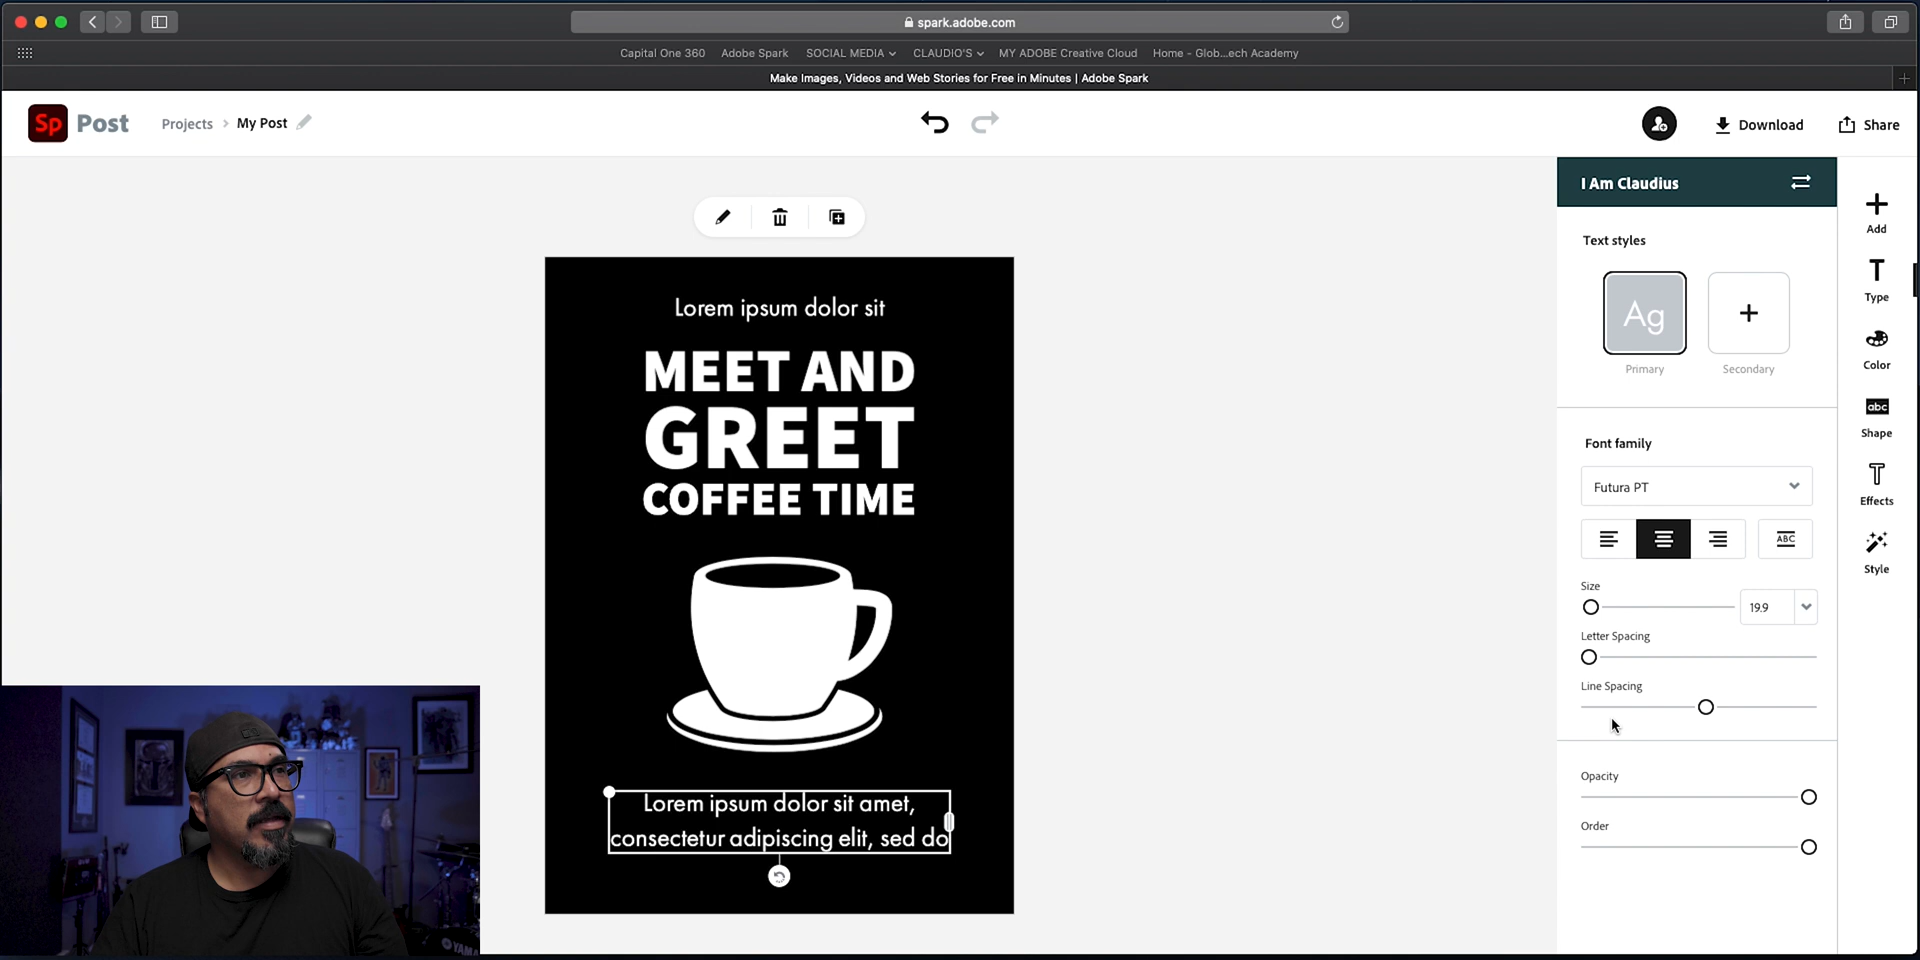 spark.adobe.com
Capital One 360 Adobe Spark SOCIAL MEDIA CLAUDIO'S MY ADOBE Creative Cloud Home - Glob...ech Academy
Make Images, Videos and Web Stories for Free in Minutes | Adobe Spark
Sp Post Projects > My Post Download Share
I Am Claudius
Add
Text styles
Ag
Primary
Secondary
Type
Color
abc
Shape
Effects
Style
Font family
Futura PT
ABC
Size
19.9
Letter Spacing
Line Spacing
Opacity
Order
Lorem ipsum dolor sit
MEET AND
GREET
COFFEE TIME
Lorem ipsum dolor sit amet,
consectetur adipiscing elit, sed do
YAMA